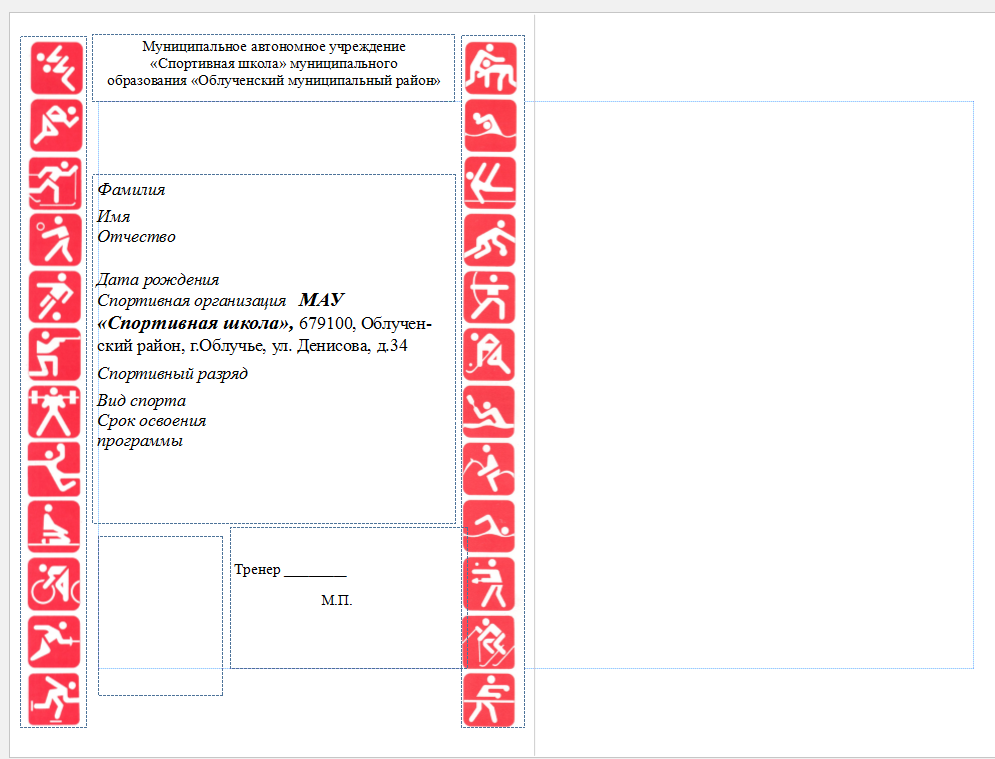 Муниципальное автономное учреждение
«Спортивная школа» муниципального
образования «Облученский муниципальный район»
Фамилия
Имя
Отчество
Дата рождения
Спортивная организация МАУ
«Спортивная школа», 679100, Облучен-
ский район, г.Облучье, ул. Денисова, д.34
Спортивный разряд
Вид спорта
Срок освоения
программы
Тренер ________
М.П.